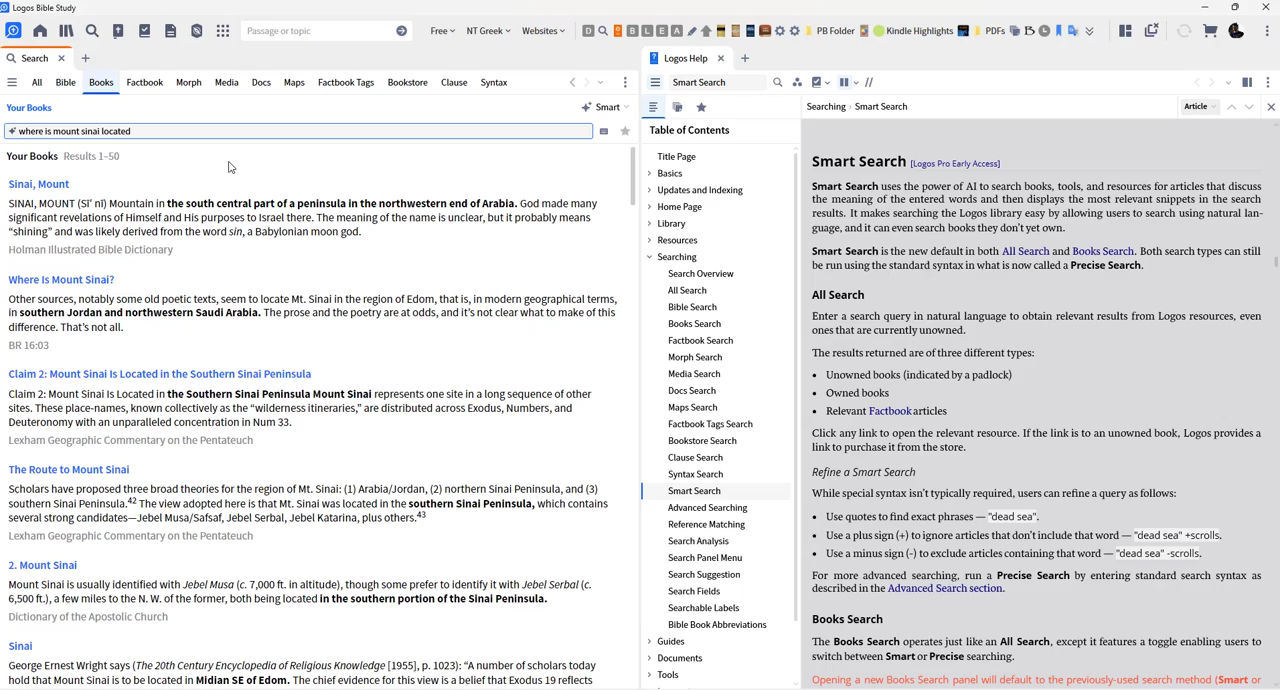 Logos Bible Study
Passage or topic
Free
NT Greek
Websites
D
B
L
E
A
PB Folder
Kindle Highlights
PDFs
Search
All
Bible
Books
Factbook
Morph
Media
Docs
Maps
Factbook Tags
Bookstore
Clause
Syntax
Your Books
Smart
where is mount sinai located
Your Books Results 1–50
Sinai, Mount
SINAI, MOUNT (Sī´ nī) Mountain in the south central part of a peninsula in the northwestern end of Arabia. God made many
significant revelations of Himself and His purposes to Israel there. The meaning of the name is unclear, but it probably means
“shining” and was likely derived from the word sin, a Babylonian moon god.
Holman Illustrated Bible Dictionary
Where Is Mount Sinai?
Other sources, notably some old poetic texts, seem to locate Mt. Sinai in the region of Edom, that is, in modern geographical terms,
in southern Jordan and northwestern Saudi Arabia. The prose and the poetry are at odds, and it’s not clear what to make of this
difference. That’s not all.
BR 16:03
Claim 2: Mount Sinai Is Located in the Southern Sinai Peninsula
Claim 2: Mount Sinai Is Located in the Southern Sinai Peninsula Mount Sinai represents one site in a long sequence of other
sites. These place-names, known collectively as the “wilderness itineraries,” are distributed across Exodus, Numbers, and
Deuteronomy with an unparalleled concentration in Num 33.
Lexham Geographic Commentary on the Pentateuch
The Route to Mount Sinai
Scholars have proposed three broad theories for the region of Mt. Sinai: (1) Arabia/Jordan, (2) northern Sinai Peninsula, and (3)
southern Sinai Peninsula.42 The view adopted here is that Mt. Sinai was located in the southern Sinai Peninsula, which contains
several strong candidates—Jebel Musa/Safsaf, Jebel Serbal, Jebel Katarina, plus others.43
Lexham Geographic Commentary on the Pentateuch
2. Mount Sinai
Mount Sinai is usually identified with Jebel Musa (c. 7,000 ft. in altitude), though some prefer to identify it with Jebel Serbal (c.
6,500 ft.), a few miles to the N. W. of the former, both being located in the southern portion of the Sinai Peninsula.
Dictionary of the Apostolic Church
Sinai
George Ernest Wright says (The 20th Century Encyclopedia of Religious Knowledge [1955], p. 1023): “A number of scholars today
hold that Mount Sinai is to be located in Midian SE of Edom. The chief evidence for this view is a belief that Exodus 19 reflects
Logos Help
Smart Search
Searching › Smart Search
Article
Table of Contents
Title Page
Basics
Updates and Indexing
Home Page
Library
Resources
Searching
Search Overview
All Search
Bible Search
Books Search
Factbook Search
Morph Search
Media Search
Docs Search
Maps Search
Factbook Tags Search
Bookstore Search
Clause Search
Syntax Search
Smart Search
Advanced Searching
Reference Matching
Search Analysis
Search Panel Menu
Search Suggestion
Search Fields
Searchable Labels
Bible Book Abbreviations
Guides
Documents
Tools
Smart Search [Logos Pro Early Access]
Smart Search uses the power of AI to search books, tools, and resources for articles that discuss
the meaning of the entered words and then displays the most relevant snippets in the search
results. It makes searching the Logos library easy by allowing users to search using natural lan-
guage, and it can even search books they don’t yet own.
Smart Search is the new default in both All Search and Books Search. Both search types can still
be run using the standard syntax in what is now called a Precise Search.
All Search
Enter a search query in natural language to obtain relevant results from Logos resources, even
ones that are currently unowned.
The results returned are of three different types:
• Unowned books (indicated by a padlock)
• Owned books
• Relevant Factbook articles
Click any link to open the relevant resource. If the link is to an unowned book, Logos provides a
link to purchase it from the store.
Refine a Smart Search
While special syntax isn’t typically required, users can refine a query as follows:
• Use quotes to find exact phrases — "dead sea".
• Use a plus sign (+) to ignore articles that don’t include that word — "dead sea" +scrolls.
• Use a minus sign (-) to exclude articles containing that word — "dead sea" -scrolls.
For more advanced searching, run a Precise Search by entering standard search syntax as
described in the Advanced Search section.
Books Search
The Books Search operates just like an All Search, except it features a toggle enabling users to
switch between Smart or Precise searching.
Opening a new Books Search panel will default to the previously-used search method (Smart or